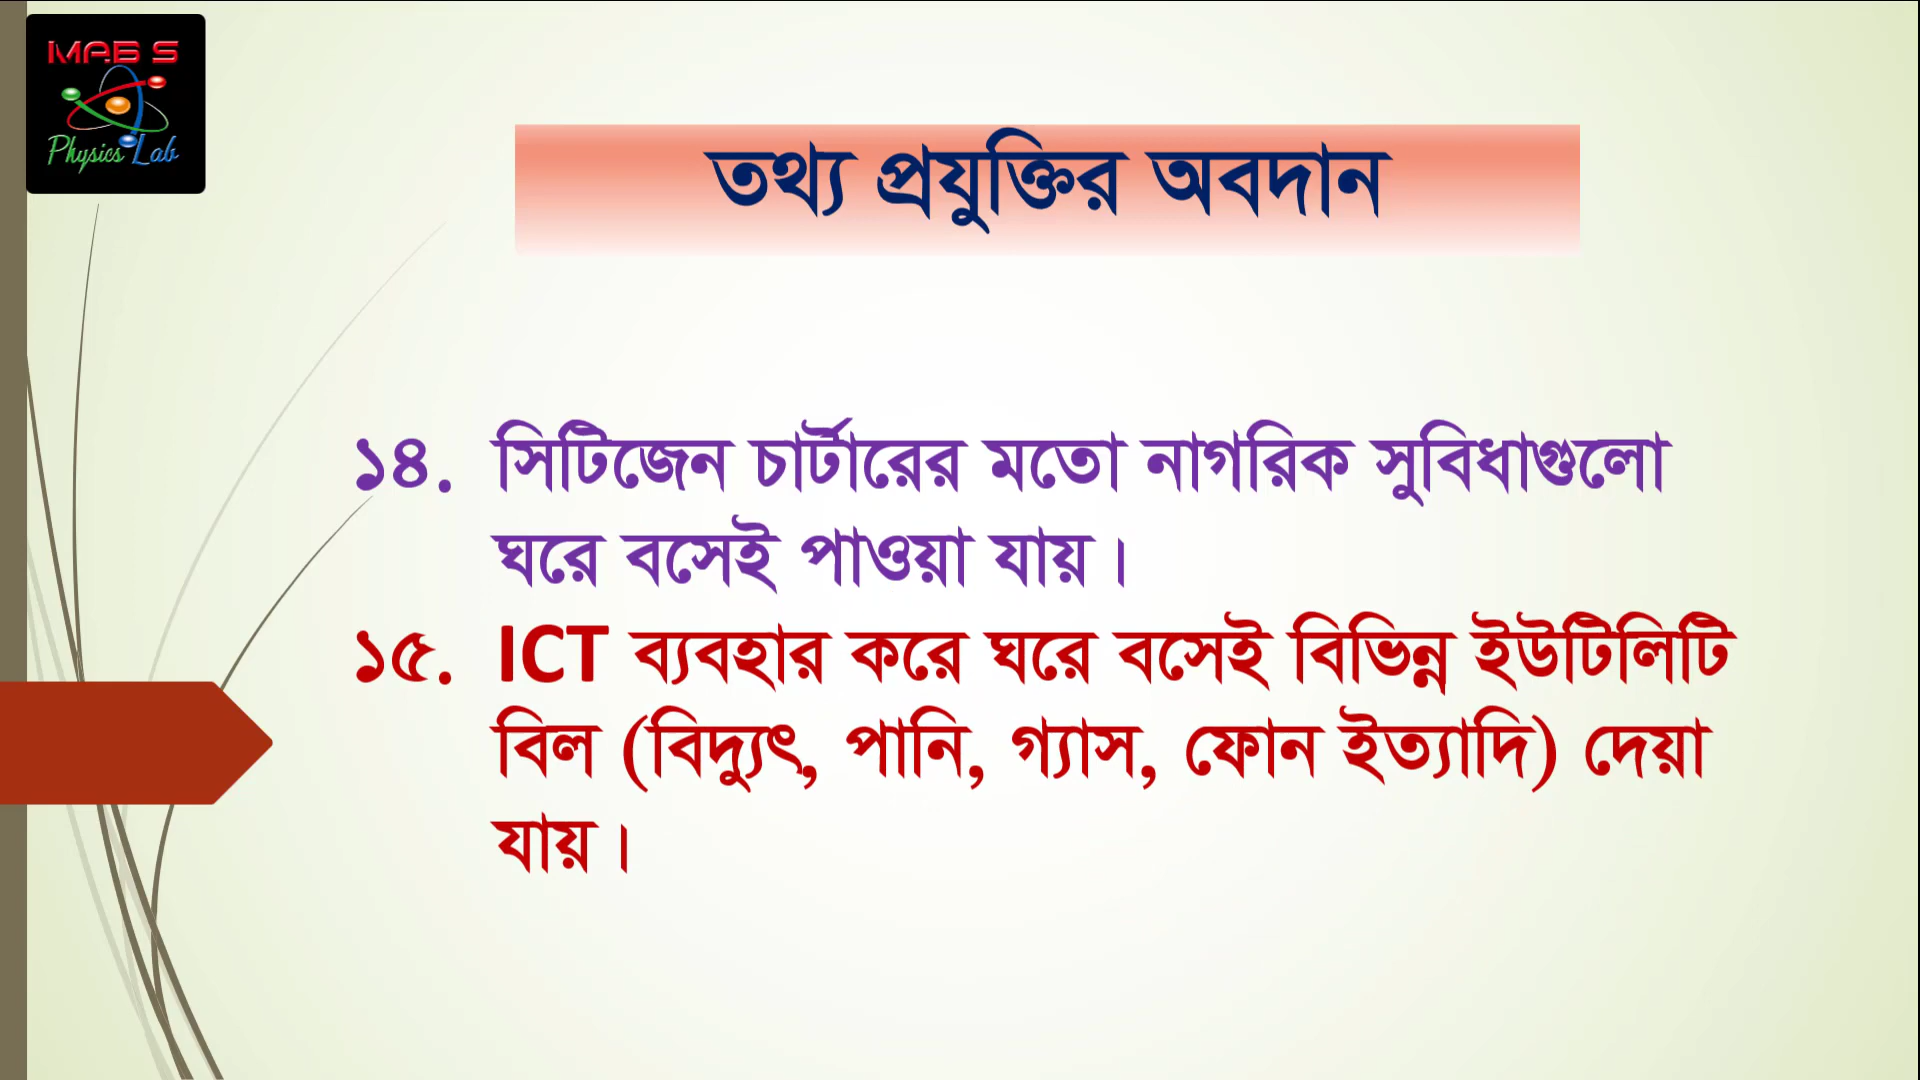 MAB S
Physics Lab
তথ্য প্রযুক্তির অবদান
১৪. সিটিজেন চার্টারের মতো নাগরিক সুবিধাগুলো
ঘরে বসেই পাওয়া যায়।
১৫. ICT ব্যবহার করে ঘরে বসেই বিভিন্ন ইউটিলিটি
বিল (বিদ্যুৎ, পানি, গ্যাস, ফোন ইত্যাদি) দেয়া
যায়।